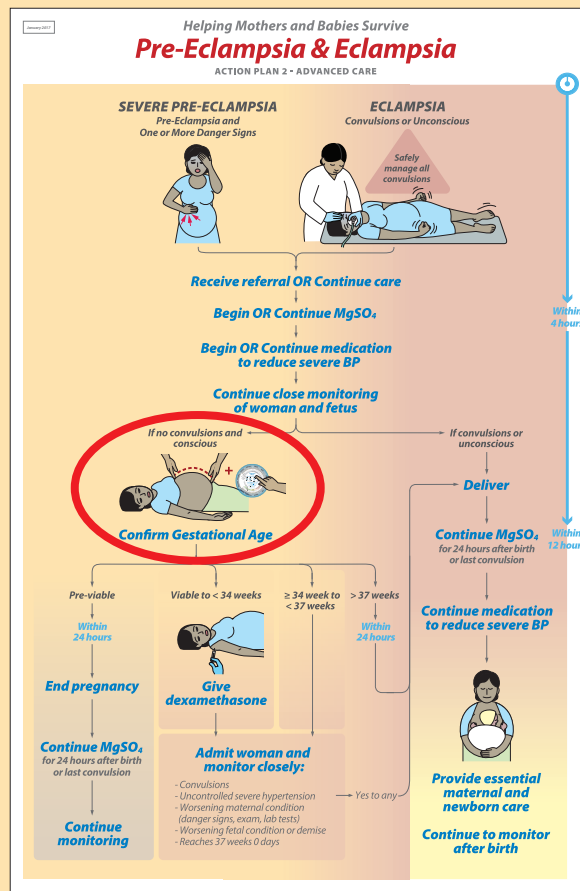 January 2017
Helping Mothers and Babies Survive
Pre-Eclampsia & Eclampsia
ACTION PLAN 2 - ADVANCED CARE
SEVERE PRE-ECLAMPSIA
Pre-Eclampsia and
One or More Danger Signs
ECLAMPSIA
Convulsions or Unconscious
Safely
manage all
convulsions
Receive referral OR Continue care
Begin OR Continue MgSO₄
Within
4 hours
Begin OR Continue medication
to reduce severe BP
Continue close monitoring
of woman and fetus
If no convulsions and
conscious
+
Confirm Gestational Age
If convulsions or
unconscious
Deliver
Within
12 hours
Continue MgSO₄
for 24 hours after birth
or last convulsion
Continue medication
to reduce severe BP
Provide essential
maternal and
newborn care
Continue to monitor
after birth
Pre-viable
Within
24 hours
End pregnancy
Continue MgSO₄
for 24 hours after birth
or last convulsion
Continue
monitoring
Viable to < 34 weeks
Give
dexamethasone
≥ 34 week to
< 37 weeks
> 37 weeks
Within
24 hours
Admit woman and
monitor closely:
- Convulsions
- Uncontrolled severe hypertension
- Worsening maternal condition
(danger signs, exam, lab tests)
- Worsening fetal condition or demise
- Reaches 37 weeks 0 days
Yes to any